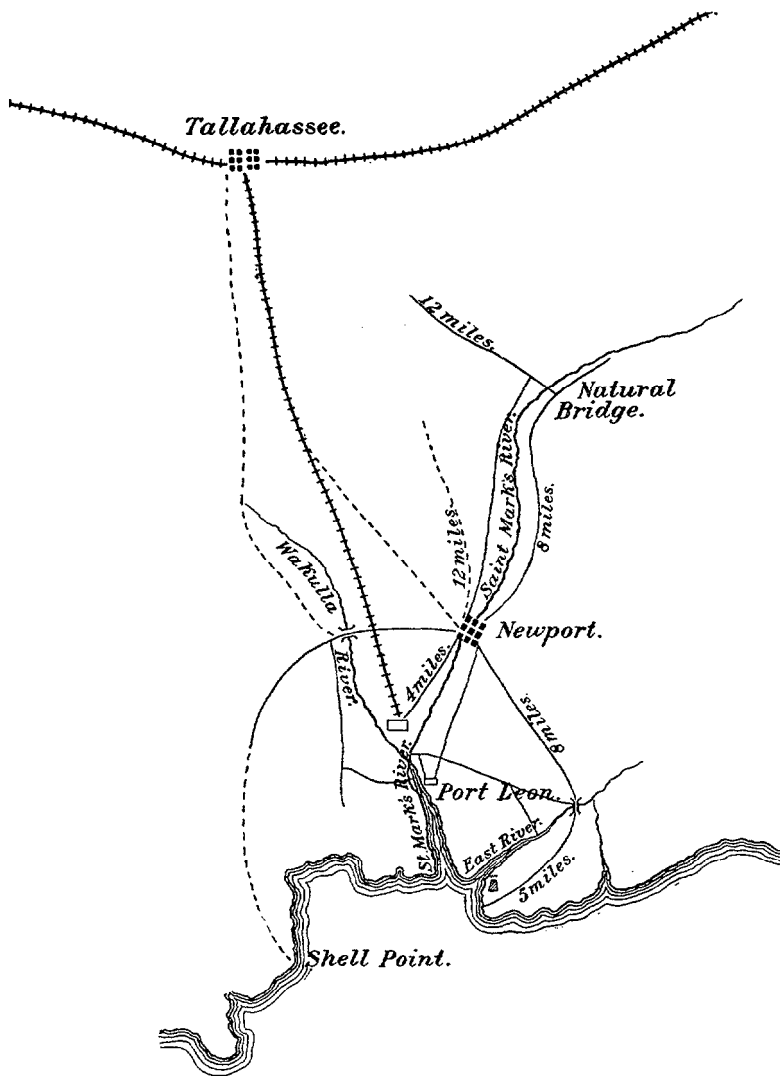 Tallahassee.
12 miles.
Natural
Bridge.
Saint Mark's River.
8 miles.
12 miles
Wakulla
River.
Newport.
4 miles.
8 miles.
St. Mark's River.
Port Leon.
East River.
5 miles.
Shell Point.